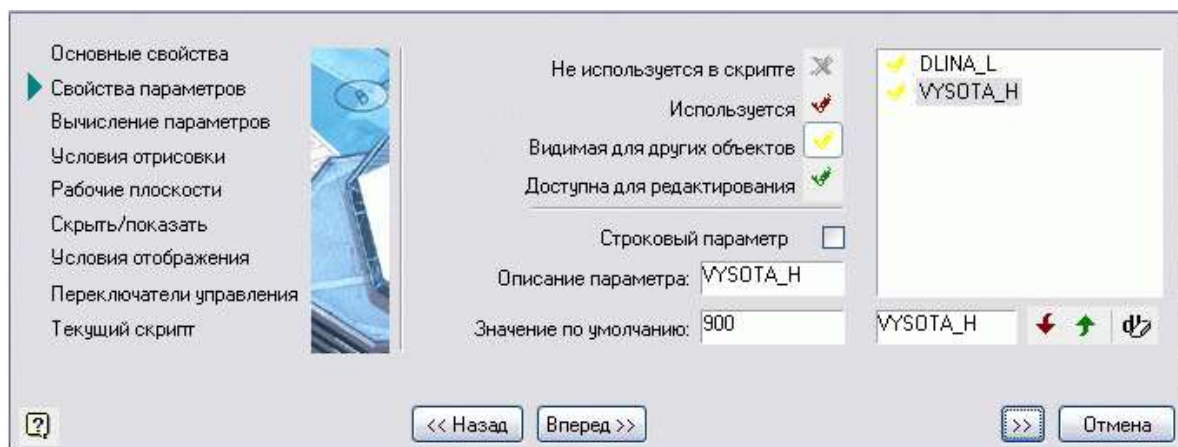 Основные свойства
Свойства параметров
Вычисление параметров
Условия отрисовки
Рабочие плоскости
Скрыть/показать
Условия отображения
Переключатели управления
Текущий скрипт
Не используется в скрипте
Используется
Видимая для других объектов
Доступна для редактирования
Строковый параметр
Описание параметра: VYSOTA_H
Значение по умолчанию: 900
DLINA_L
VYSOTA_H
VYSOTA_H
<< Назад
Вперед >>
>>
Отмена